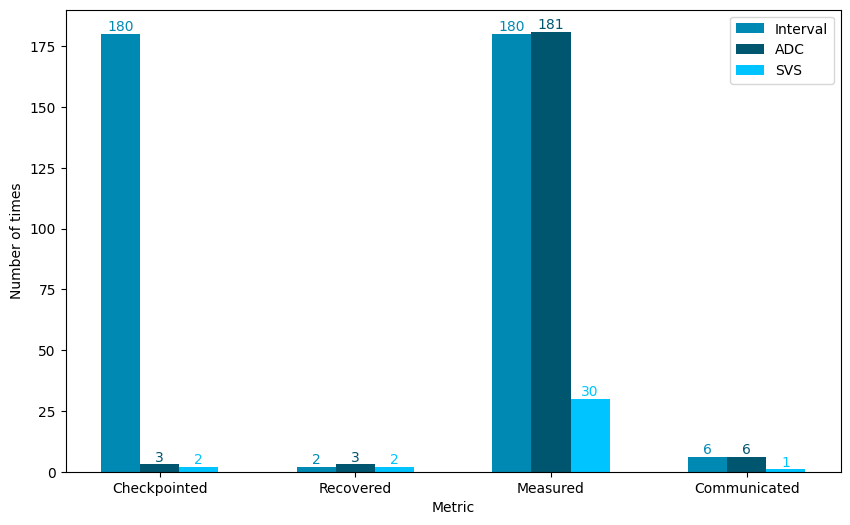 180
180
181
Interval
ADC
SVS
175
150
125
100
75
50
25
0
Number of times
3
2
2
3
2
30
6
6
1
Checkpointed
Recovered
Measured
Communicated
Metric